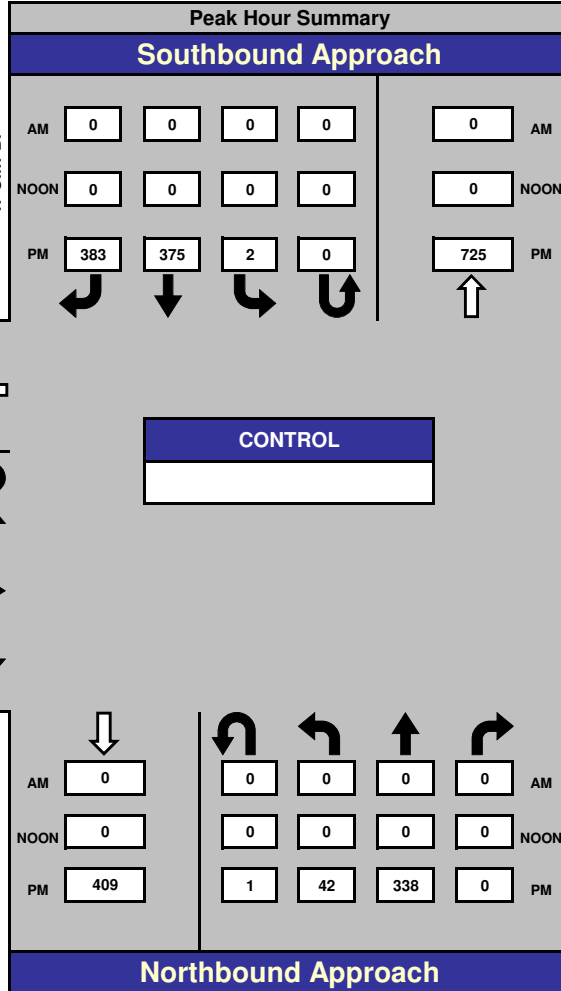 Peak Hour Summary
Southbound Approach
AM 0 0 0 0 0 AM
NOON 0 0 0 0 0 NOON
PM 383 375 2 0 725 PM
CONTROL
AM 0 0 0 0 0 AM
NOON 0 0 0 0 0 NOON
PM 409 1 42 338 0 PM
Northbound Approach